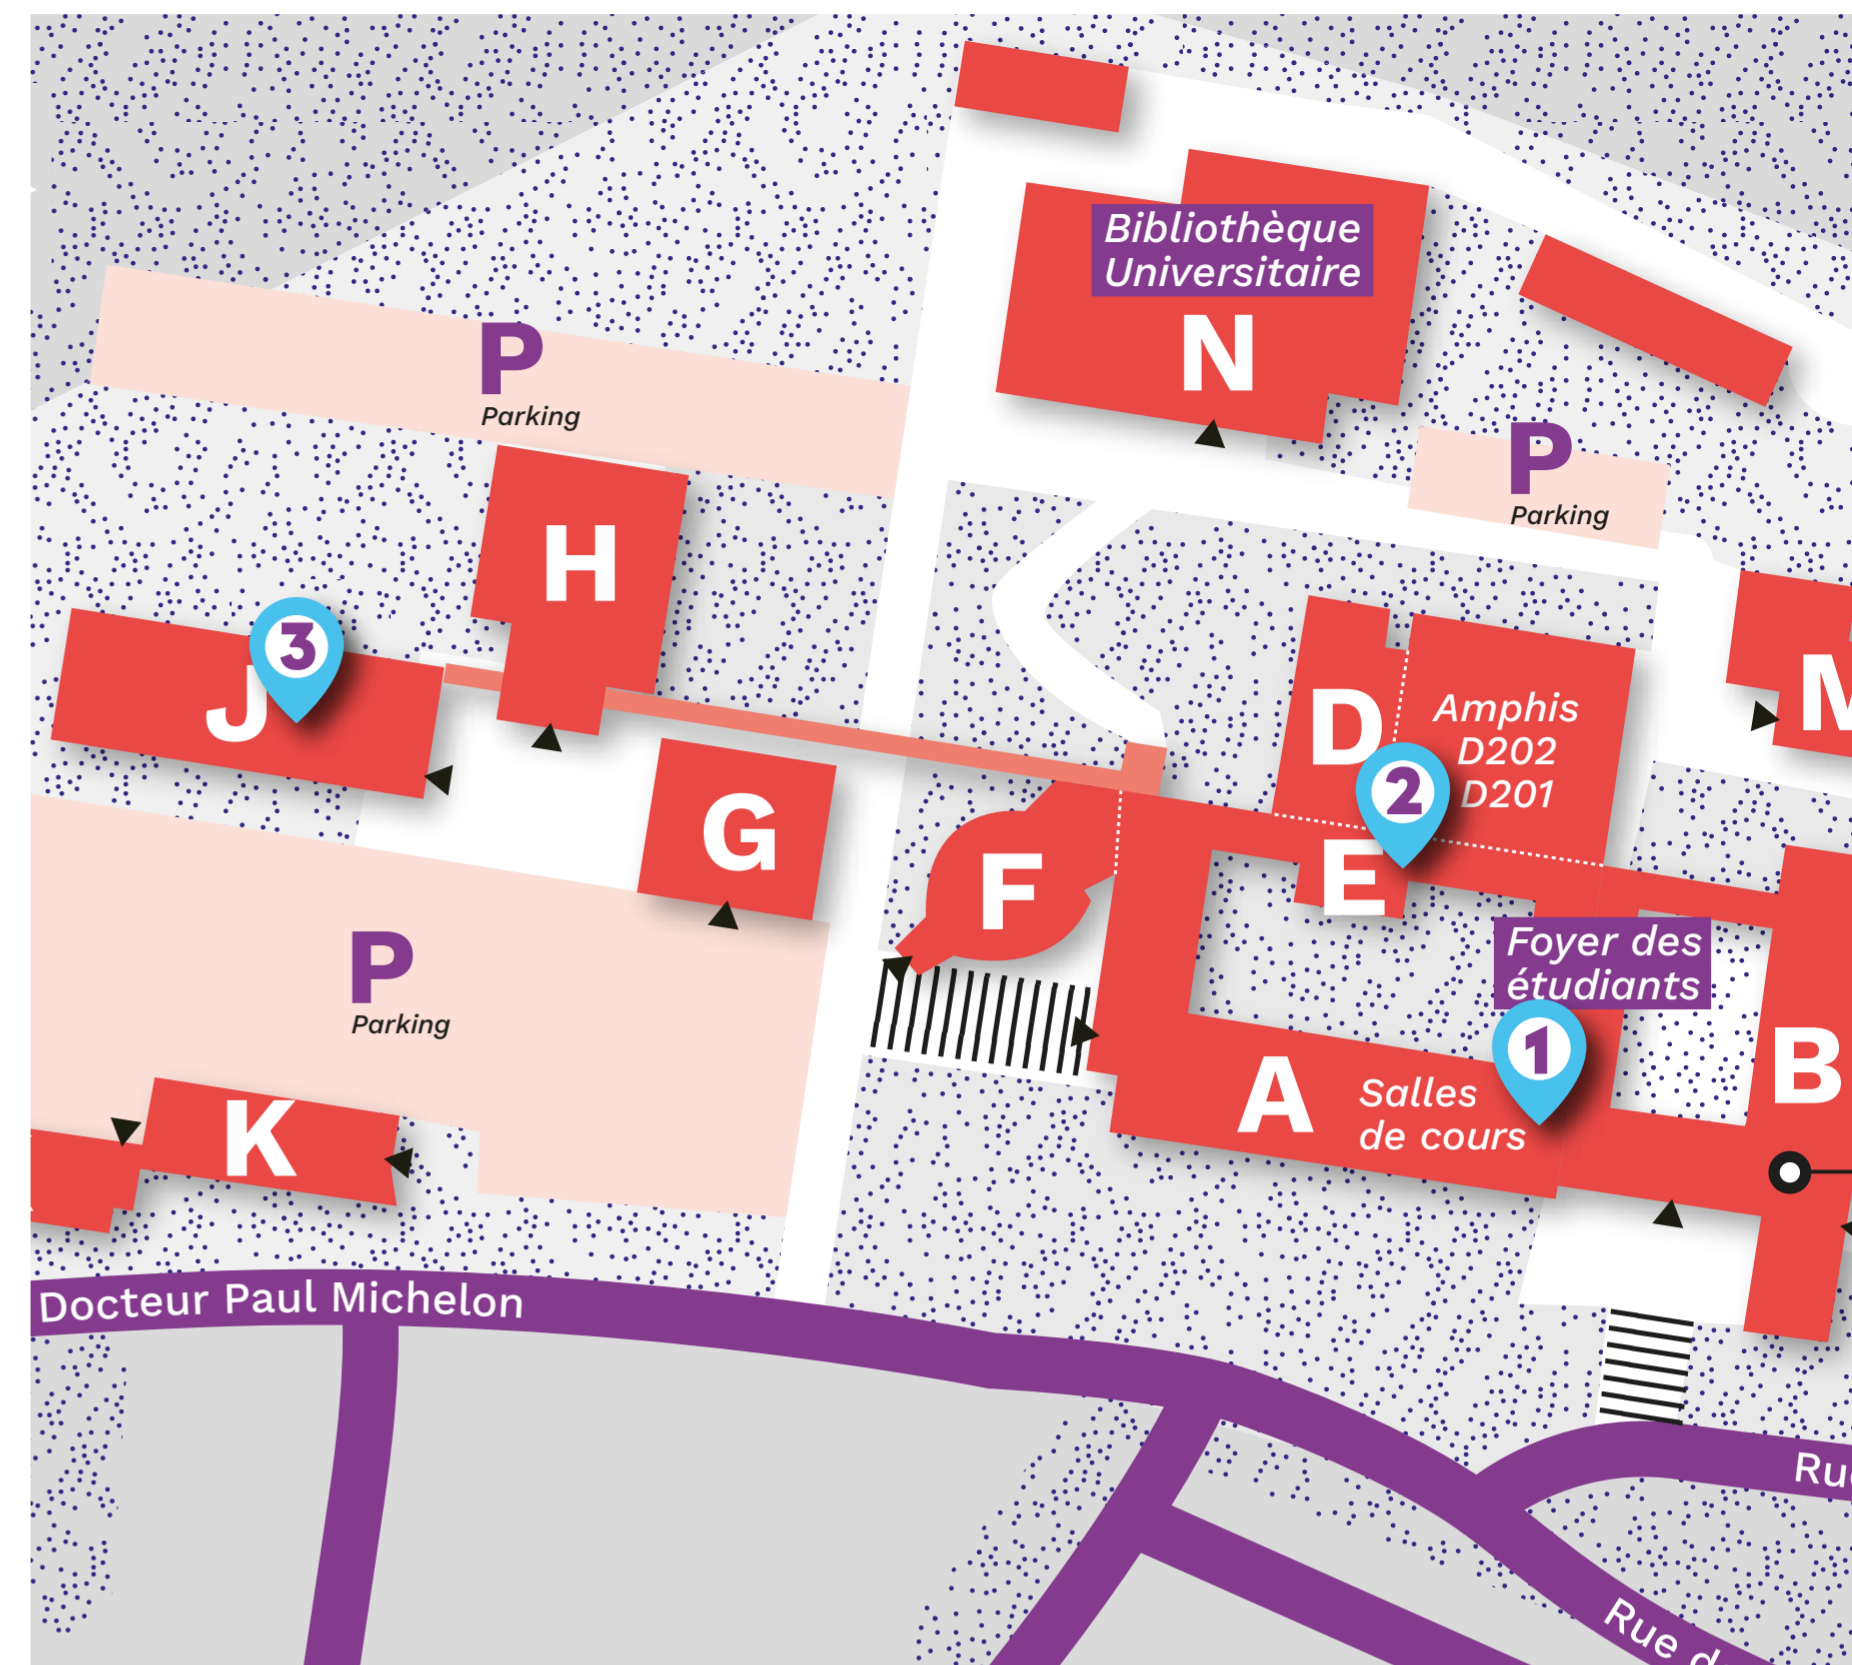 Bibliothèque
Universitaire
N
P
Parking
P
Parking
H
3
J
D
Amphis
D202
D201
2
M
G
F
E
Foyer des
étudiants
1
P
Parking
A
Salles
de cours
B
K
Docteur Paul Michelon
Rue
Rue d